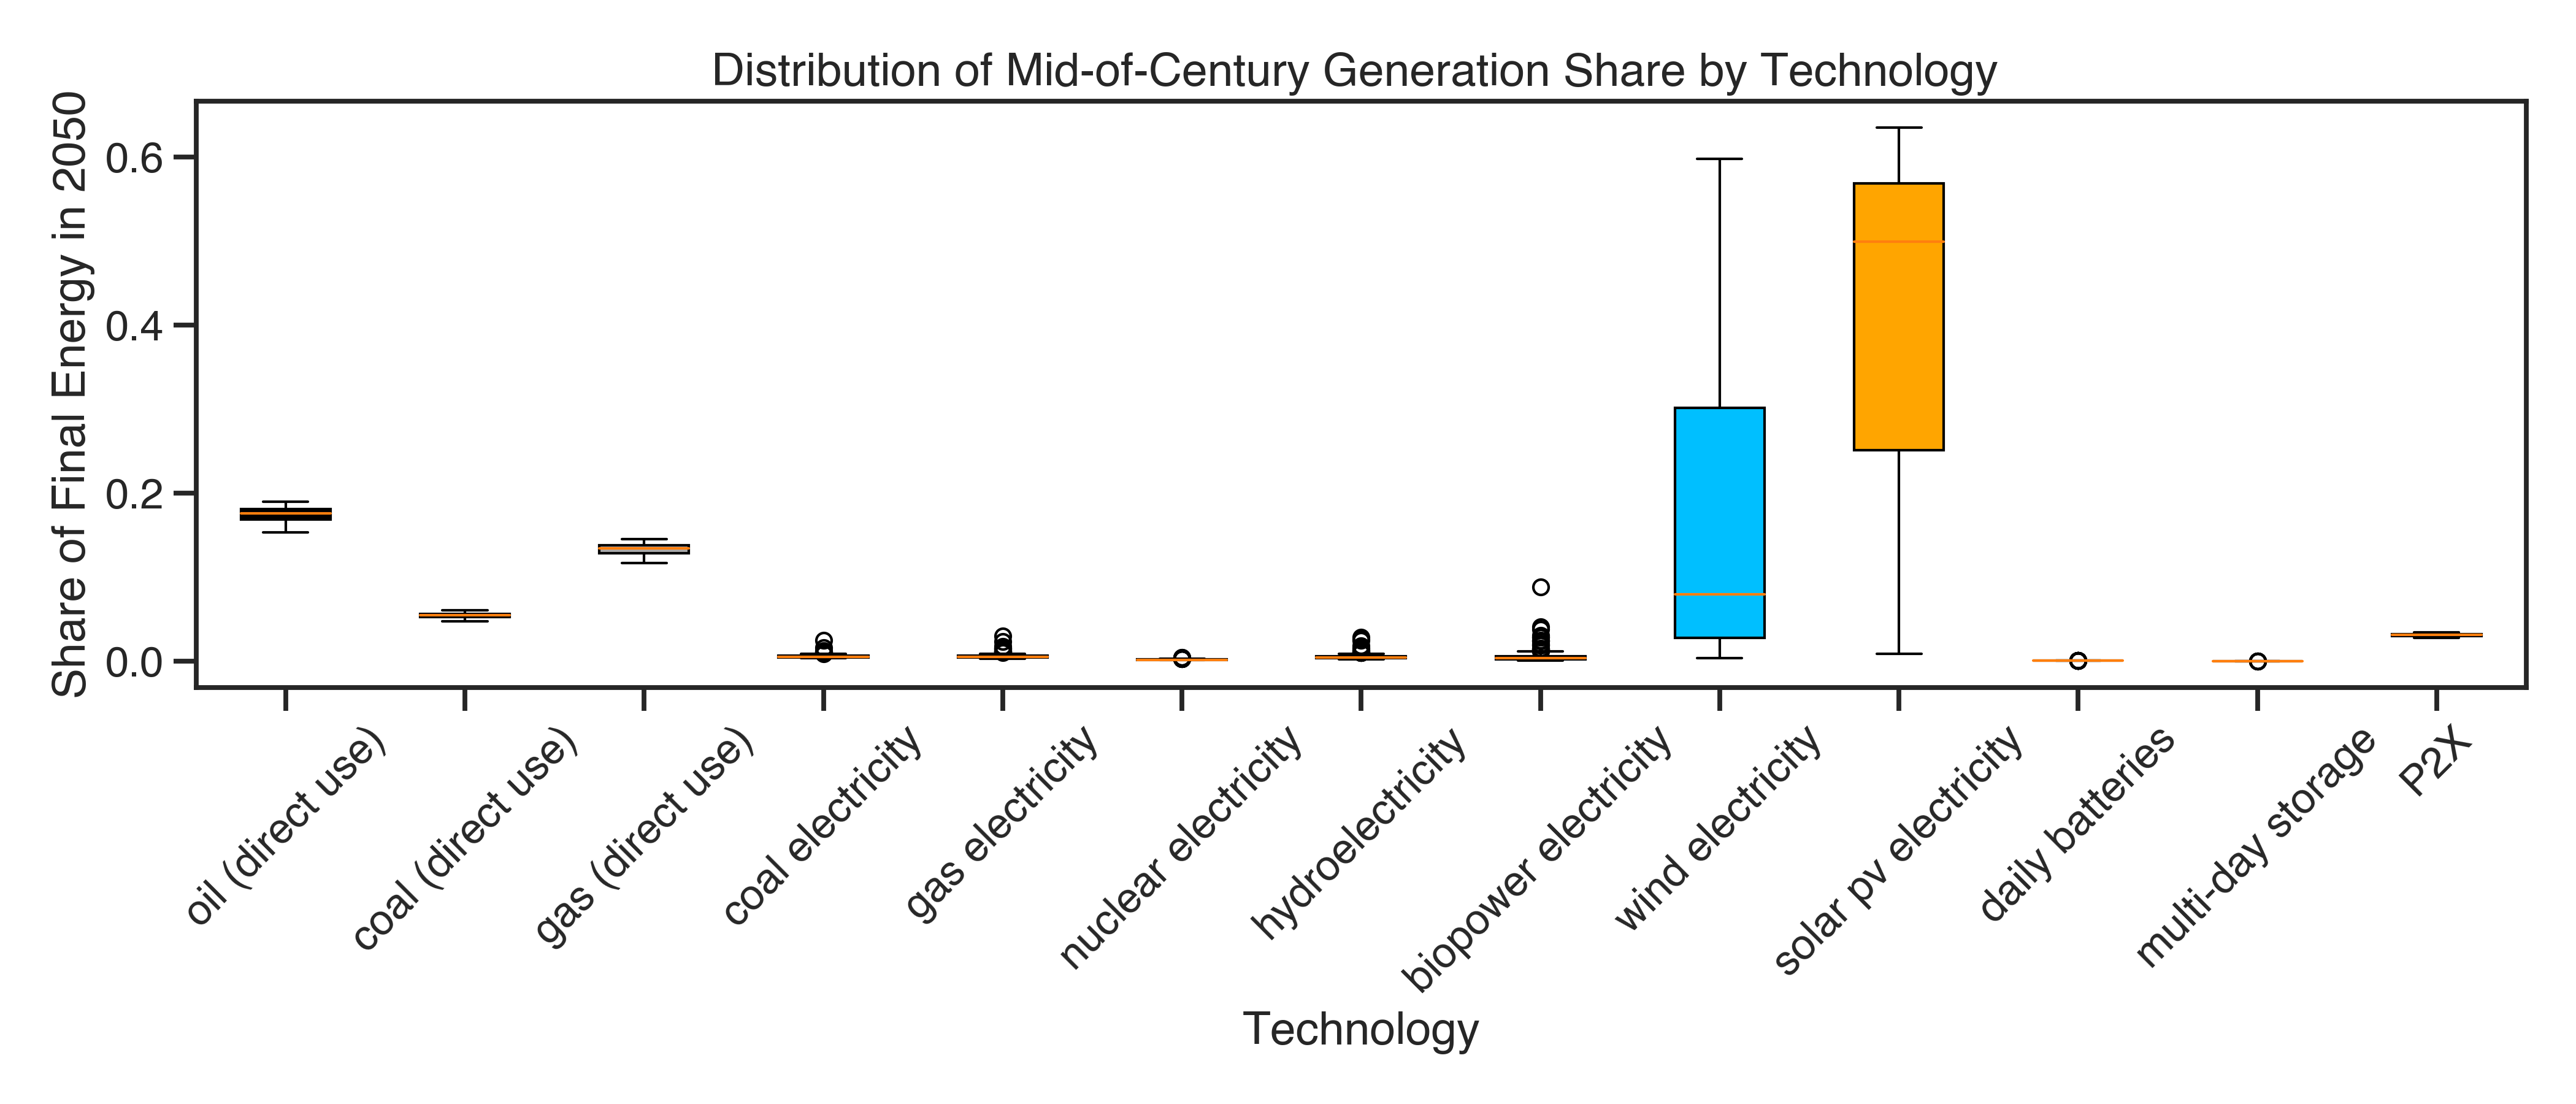 Distribution of Mid-of-Century Generation Share by Technology
Share of Final Energy in 2050
0.6
0.4
0.2
0.0
oil (direct use)
coal (direct use)
gas (direct use)
coal electricity
gas electricity
nuclear electricity
hydroelectricity
biopower electricity
wind electricity
solar pv electricity
daily batteries
multi-day storage
P2X
Technology